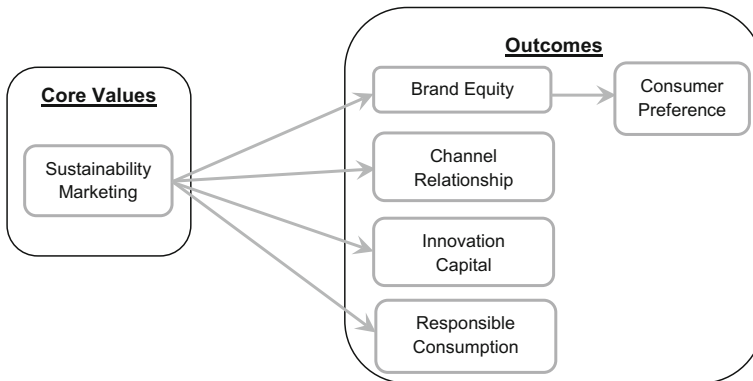 Core Values
Sustainability
Marketing
Outcomes
Brand Equity
Consumer
Preference
Channel
Relationship
Innovation
Capital
Responsible
Consumption